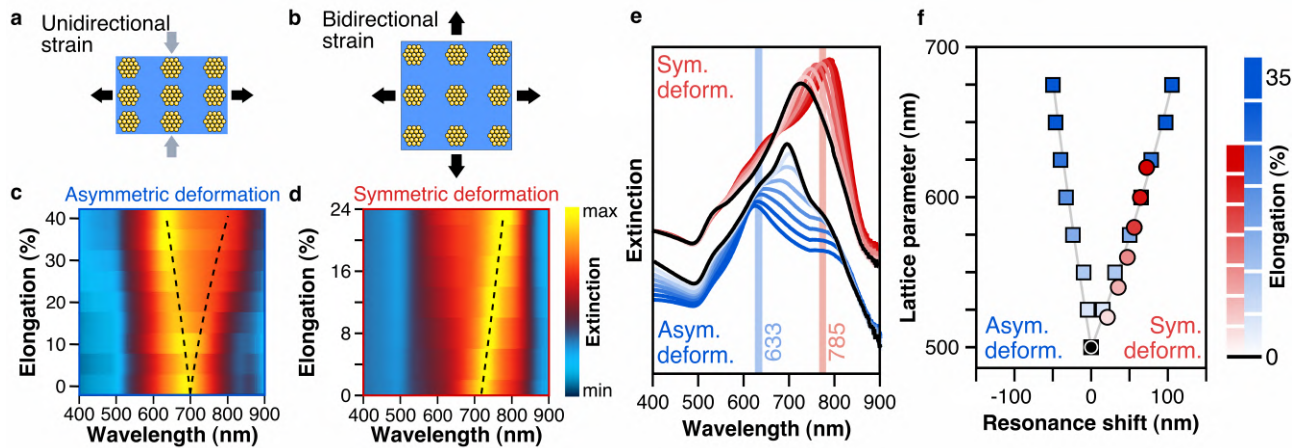 a
Unidirectional
strain
b
Bidirectional
strain
c
Asymmetric deformation
Elongation (%)
40
30
20
10
0
400 500 600 700 800 900
Wavelength (nm)
d
Symmetric deformation
24
16
8
0
400 500 600 700 800 900
Wavelength (nm)
max
Extinction
min
e
Extinction
Sym.
deform.
Asym.
deform.
633
785
400 500 600 700 800 900
Wavelength (nm)
f
Lattice parameter (nm)
700
600
500
Asym.
deform.
Sym.
deform.
-100 0 100
Resonance shift (nm)
35
Elongation (%)
0